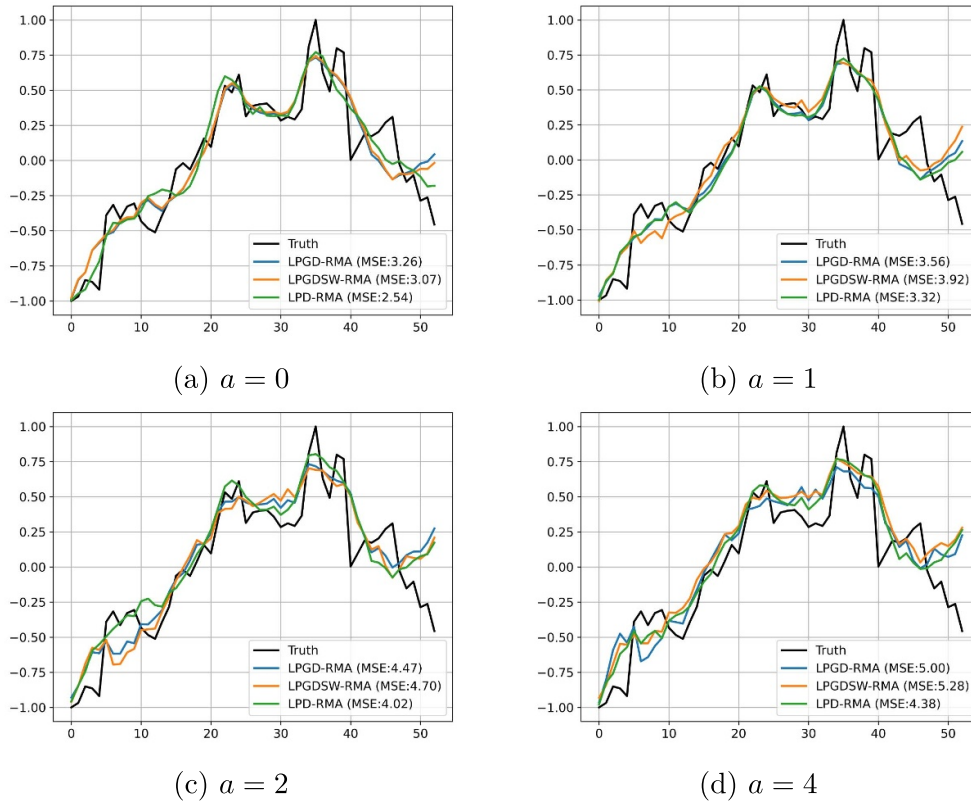 1.00
0.75
0.50
0.25
0.00
−0.25
−0.50
−0.75
−1.00
0 10 20 30 40 50
Truth
LPGD-RMA (MSE:3.26)
LPGDSW-RMA (MSE:3.07)
LPD-RMA (MSE:2.54)
(a) a = 0
1.00
0.75
0.50
0.25
0.00
−0.25
−0.50
−0.75
−1.00
0 10 20 30 40 50
Truth
LPGD-RMA (MSE:3.56)
LPGDSW-RMA (MSE:3.92)
LPD-RMA (MSE:3.32)
(b) a = 1
1.00
0.75
0.50
0.25
0.00
−0.25
−0.50
−0.75
−1.00
0 10 20 30 40 50
Truth
LPGD-RMA (MSE:4.47)
LPGDSW-RMA (MSE:4.70)
LPD-RMA (MSE:4.02)
(c) a = 2
1.00
0.75
0.50
0.25
0.00
−0.25
−0.50
−0.75
−1.00
0 10 20 30 40 50
Truth
LPGD-RMA (MSE:5.00)
LPGDSW-RMA (MSE:5.28)
LPD-RMA (MSE:4.38)
(d) a = 4